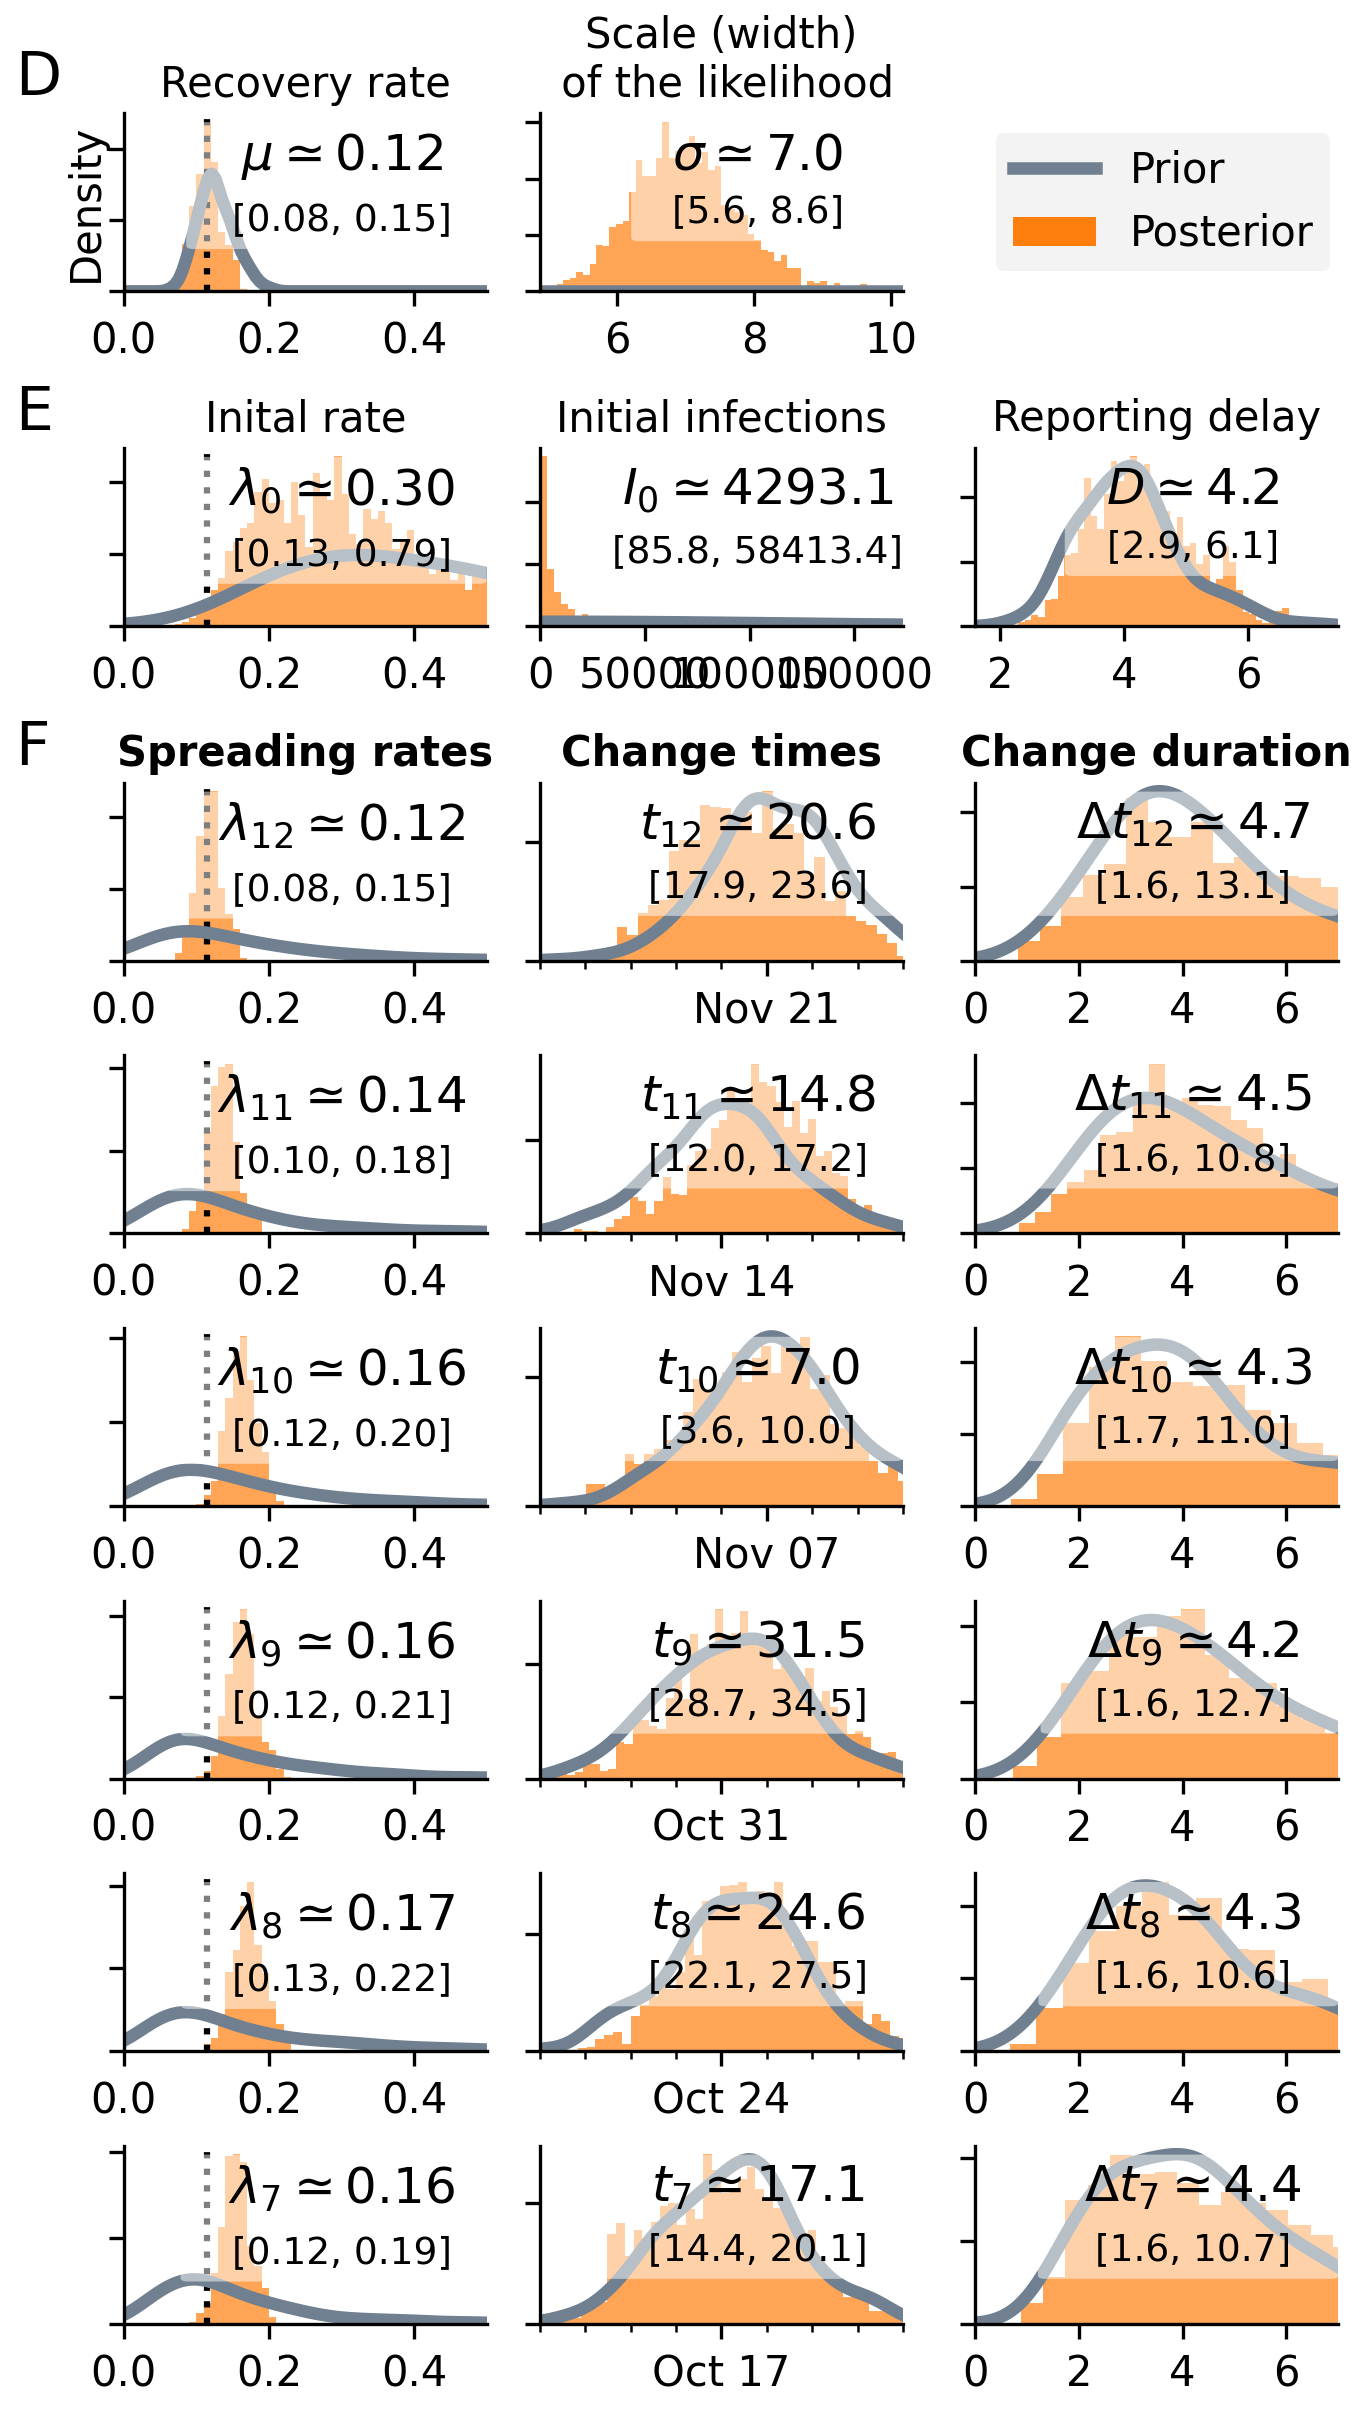 D
Recovery rate
Scale (width)
of the likelihood
Density
μ ≃ 0.12
[0.08, 0.15]
σ ≃ 7.0
[5.6, 8.6]
Prior
Posterior
0.0 0.2 0.4
6 8 10
E
Inital rate
Initial infections
Reporting delay
λ0 ≃ 0.30
[0.13, 0.79]
I0 ≃ 4293.1
[85.8, 58413.4]
D ≃ 4.2
[2.9, 6.1]
0.0 0.2 0.4
0 50000 100000 150000
2 4 6
F
Spreading rates
Change times
Change duration
λ12 ≃ 0.12
[0.08, 0.15]
t12 ≃ 20.6
[17.9, 23.6]
Δt12 ≃ 4.7
[1.6, 13.1]
0.0 0.2 0.4
Nov 21
0 2 4 6
λ11 ≃ 0.14
[0.10, 0.18]
t11 ≃ 14.8
[12.0, 17.2]
Δt11 ≃ 4.5
[1.6, 10.8]
0.0 0.2 0.4
Nov 14
0 2 4 6
λ10 ≃ 0.16
[0.12, 0.20]
t10 ≃ 7.0
[3.6, 10.0]
Δt10 ≃ 4.3
[1.7, 11.0]
0.0 0.2 0.4
Nov 07
0 2 4 6
λ9 ≃ 0.16
[0.12, 0.21]
t9 ≃ 31.5
[28.7, 34.5]
Δt9 ≃ 4.2
[1.6, 12.7]
0.0 0.2 0.4
Oct 31
0 2 4 6
λ8 ≃ 0.17
[0.13, 0.22]
t8 ≃ 24.6
[22.1, 27.5]
Δt8 ≃ 4.3
[1.6, 10.6]
0.0 0.2 0.4
Oct 24
0 2 4 6
λ7 ≃ 0.16
[0.12, 0.19]
t7 ≃ 17.1
[14.4, 20.1]
Δt7 ≃ 4.4
[1.6, 10.7]
0.0 0.2 0.4
Oct 17
0 2 4 6